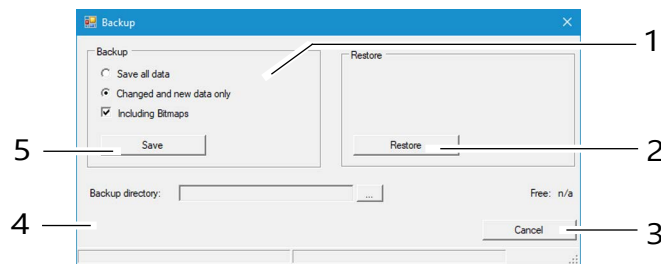 Backup
Backup
Restore
1
Save all data
Changed and new data only
Including Bitmaps
5
Save
Restore
2
Backup directory:
...
Free: n/a
4
Cancel
3